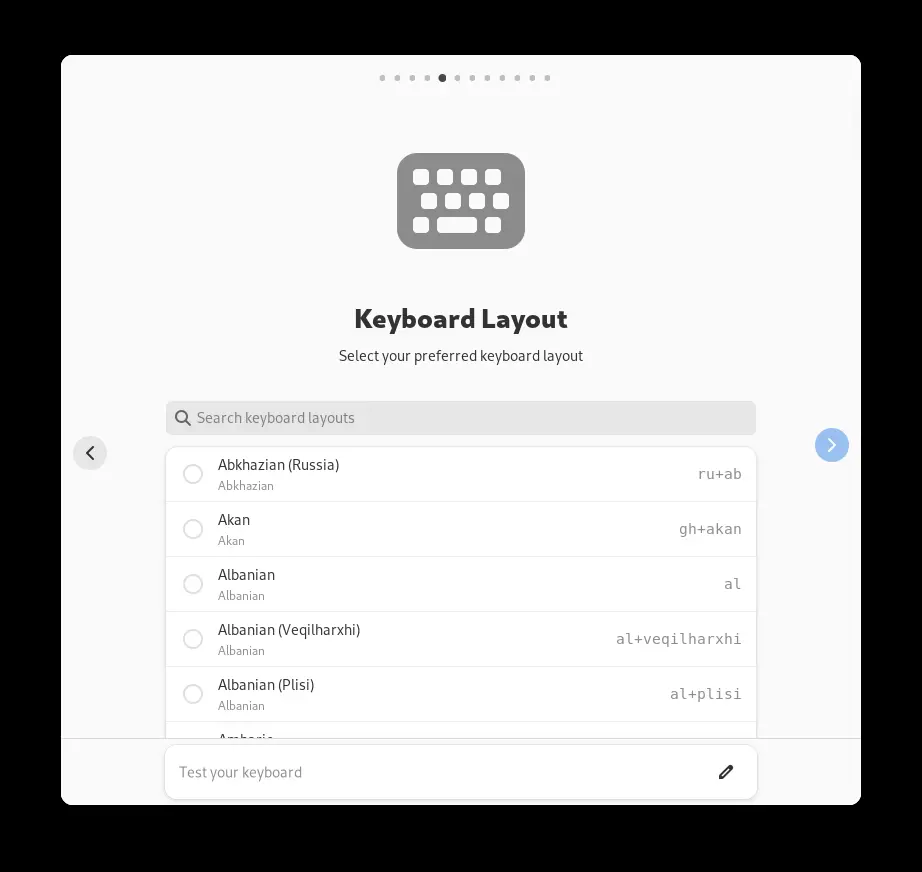 Keyboard Layout
Select your preferred keyboard layout
Search keyboard layouts
Abkhazian (Russia)
Abkhazian
ru+ab
Akan
Akan
gh+akan
Albanian
Albanian
al
Albanian (Veqilharxhi)
Albanian
al+veqilharxhi
Albanian (Plisi)
Albanian
al+plisi
Test your keyboard